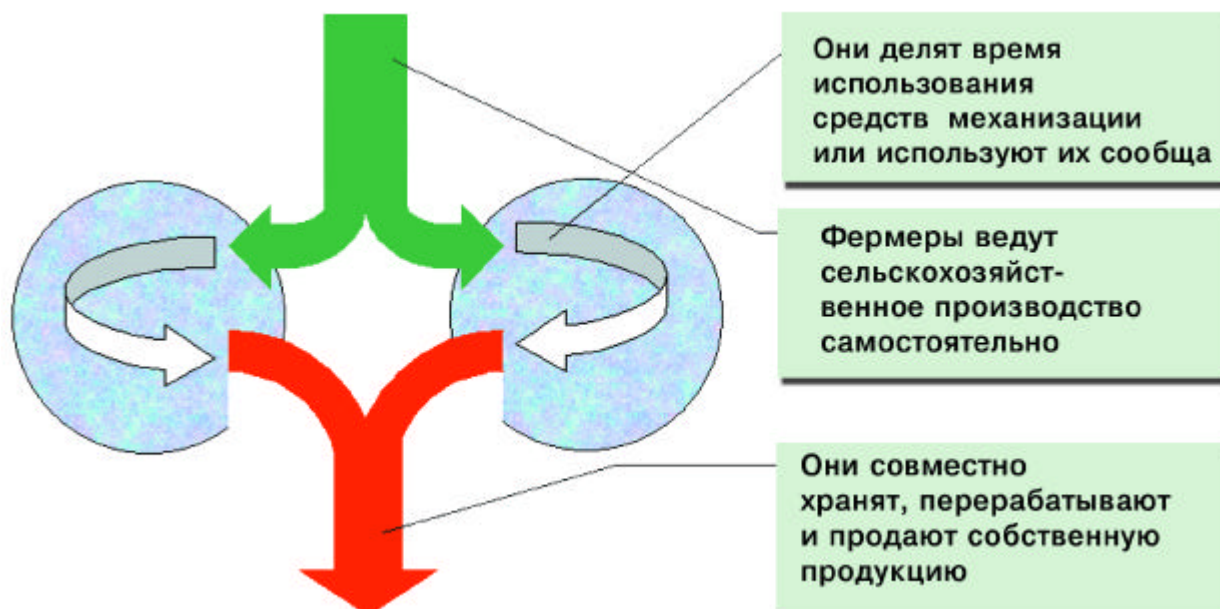 Они делят время
использования
средств механизации
или используют их сообща
Фермеры ведут
сельскохозяйст-
венное производство
самостоятельно
Они совместно
хранят, перерабатывают
и продают собственную
продукцию